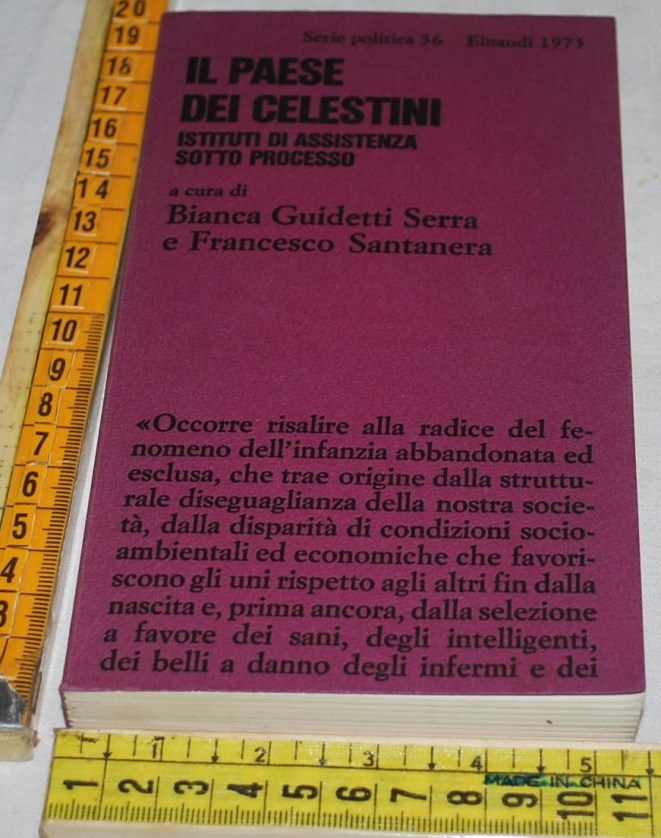 Serie politica 36 Einaudi 1973
IL PAESE
DEI CELESTINI
ISTITUTI DI ASSISTENZA
SOTTO PROCESSO
a cura di
Bianca Guidetti Serra
e Francesco Santanera
«Occorre risalire alla radice del fe-
nomeno dell'infanzia abbandonata ed
esclusa, che trae origine dalla struttu-
rale diseguaglianza della nostra socie-
tà, dalla disparità di condizioni socio-
ambientali ed economiche che favori-
scono gli uni rispetto agli altri fin dalla
nascita e, prima ancora, dalla selezione
a favore dei sani, degli intelligenti,
dei belli a danno degli infermi e dei
20
19
18
17
16
15
14
13
12
11
10
9
8
7
6
5
4
3
1 2 3 4 5
MADE IN CHINA
1 2 3 4 5 6 7 8 9 10 11